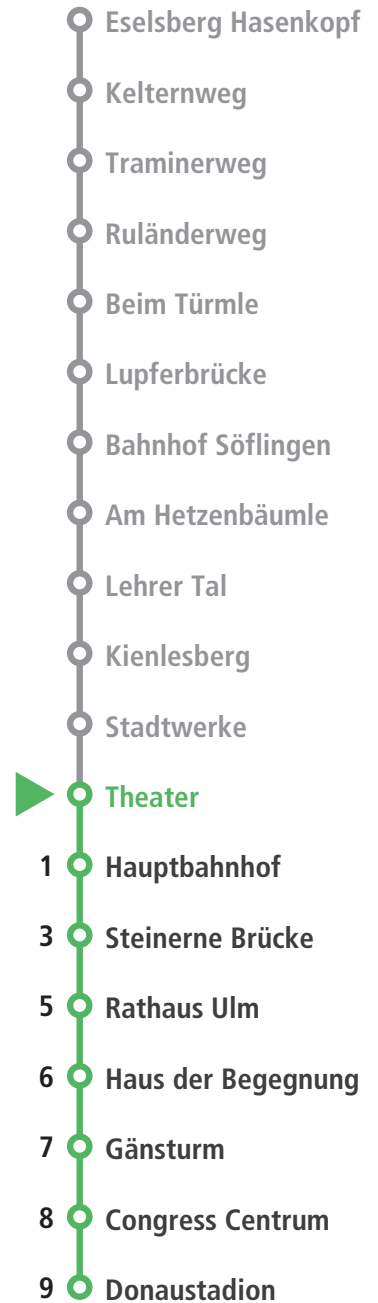 Eselsberg Hasenkopf
Kelternweg
Traminerweg
Ruländerweg
Beim Türmle
Lupferbrücke
Bahnhof Söflingen
Am Hetzenbäumle
Lehrer Tal
Kienlesberg
Stadtwerke
Theater
1 Hauptbahnhof
3 Steinerne Brücke
5 Rathaus Ulm
6 Haus der Begegnung
7 Gänsturm
8 Congress Centrum
9 Donaustadion